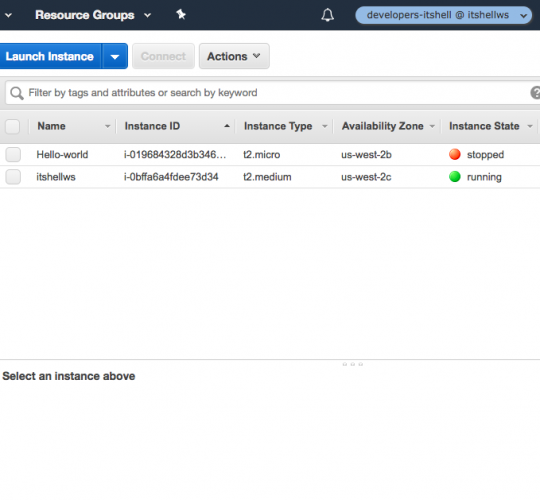 Resource Groups
developers-itshell @ itshellws
Launch Instance Connect Actions
Filter by tags and attributes or search by keyword
Name Instance ID Instance Type Availability Zone Instance State
Hello-world i-019684328d3b346... t2.micro us-west-2b stopped
itshellws i-0bffa6a4fdee73d34 t2.medium us-west-2c running
Select an instance above